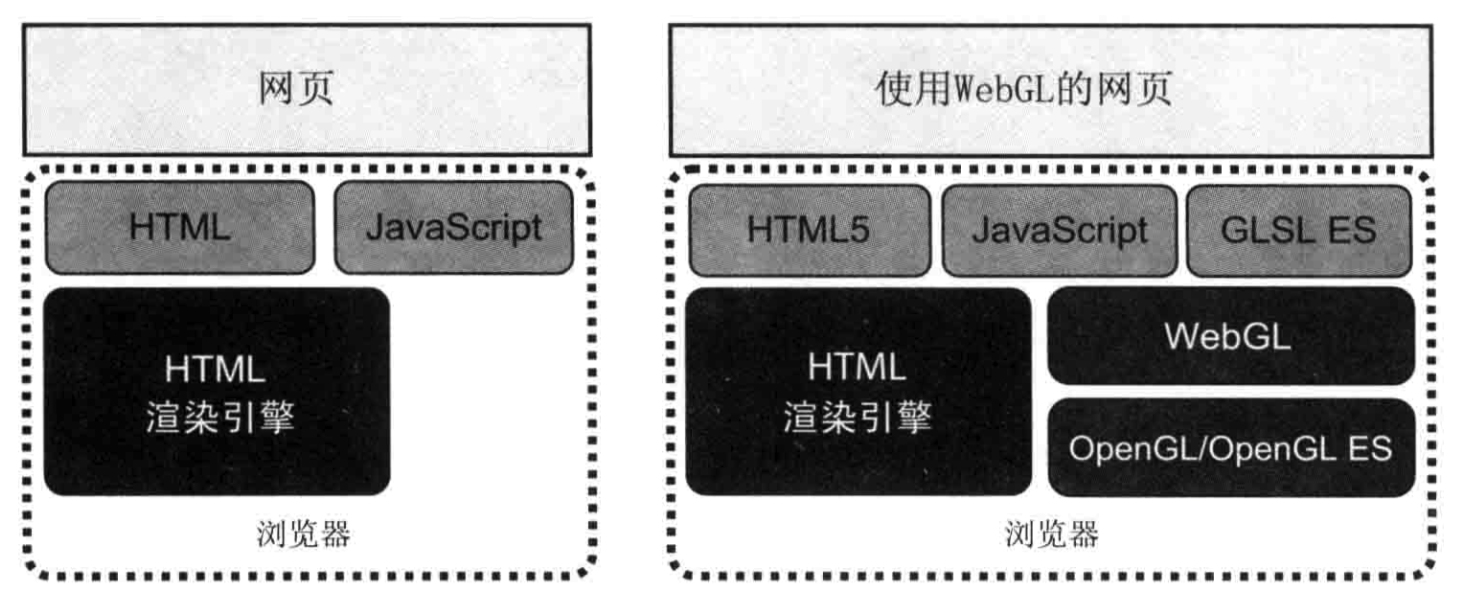 网页
HTML
JavaScript
HTML
渲染引擎
浏览器
使用WebGL的网页
HTML5
JavaScript
GLSL ES
HTML
渲染引擎
WebGL
OpenGL/OpenGL ES
浏览器